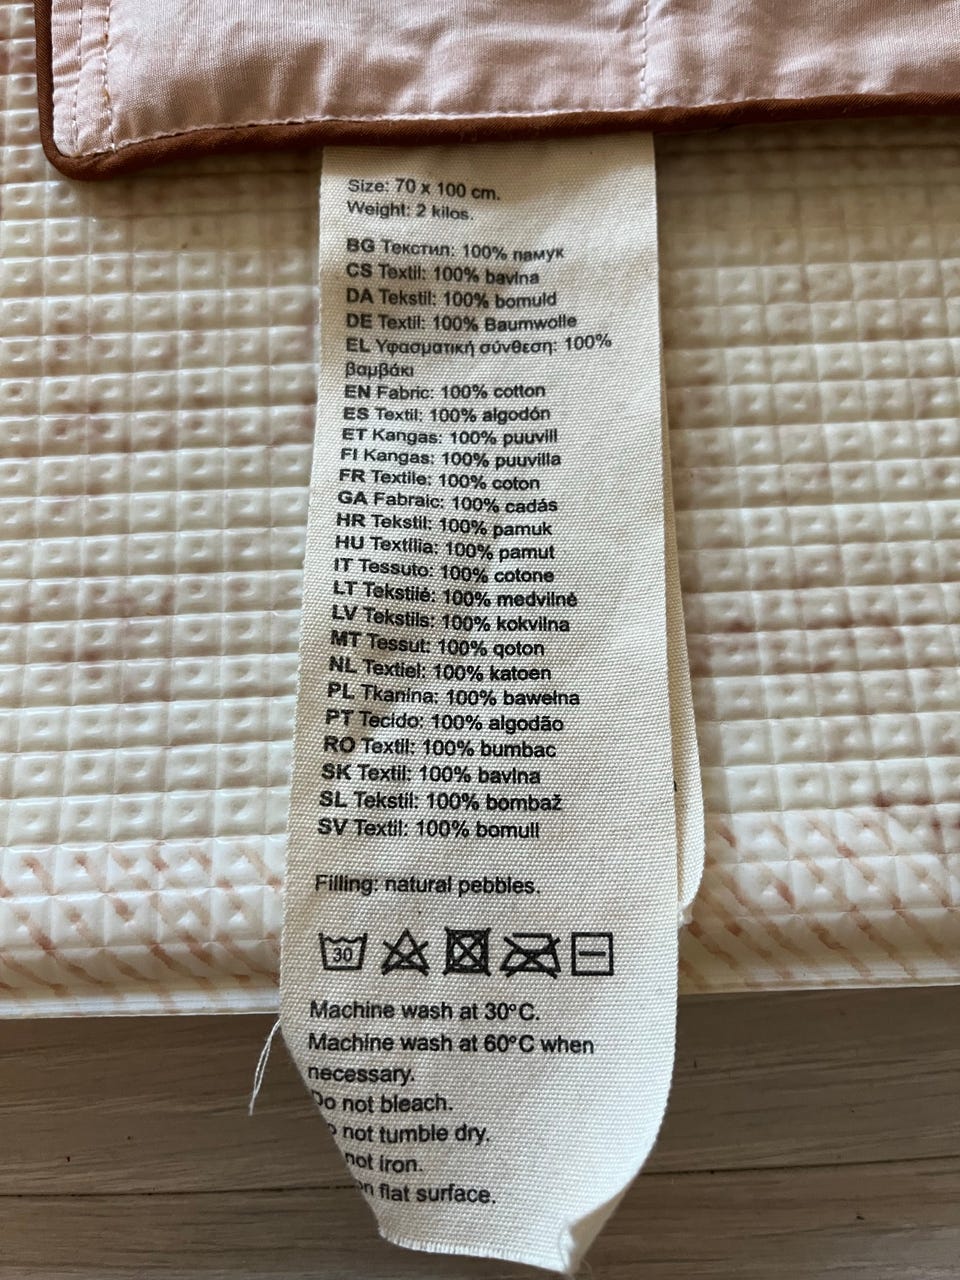 Size: 70 x 100 cm.
Weight: 2 kilos.
BG Текстил: 100% памук
CS Textil: 100% bavlna
DA Tekstil: 100% bomuld
DE Textil: 100% Baumwolle
EL Υφασματική σύνθεση: 100%
βαμβάκι
EN Fabric: 100% cotton
ES Textil: 100% algodón
ET Kangas: 100% puuvill
FI Kangas: 100% puuvilla
FR Textile: 100% coton
GA Fabraic: 100% cadás
HR Tekstil: 100% pamuk
HU Textília: 100% pamut
IT Tessuto: 100% cotone
LT Tekstilė: 100% medvilnė
LV Tekstils: 100% kokvilna
MT Tessut: 100% qoton
NL Textiel: 100% katoen
PL Tkanina: 100% bawełna
PT Tecido: 100% algodão
RO Textil: 100% bumbac
SK Textil: 100% bavlna
SL Tekstil: 100% bombaž
SV Textil: 100% bomull
Filling: natural pebbles.
30
Machine wash at 30°C.
Machine wash at 60°C when
necessary.
Do not bleach.
not tumble dry.
not iron.
on flat surface.